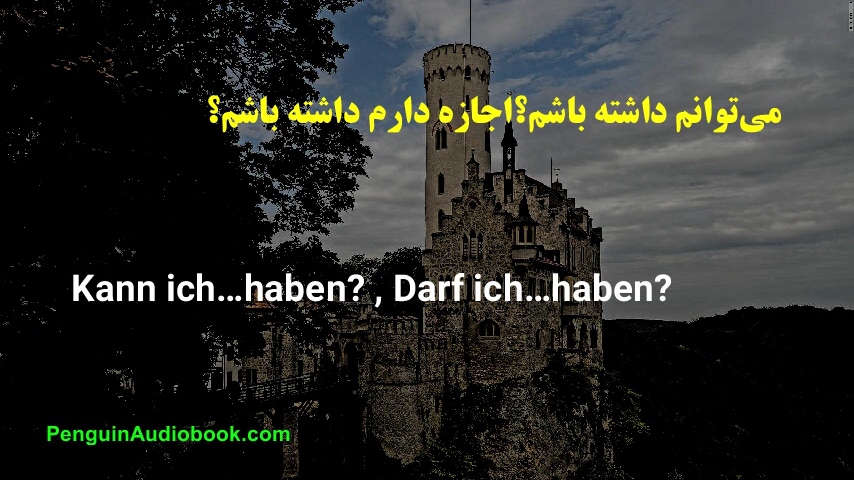 می‌توانم داشته باشم؟اجازه دارم داشته باشم؟
Kann ich...haben? , Darf ich...haben?
PenguinAudiobook.com